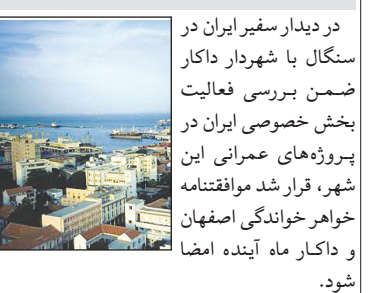 در دیدار سفیر ایران در
سنگال با شهردار داکار
ضمن بررسی فعالیت
بخش خصوصی ایران در
پروژه‌های عمرانی این
شهر، قرار شد موافقتنامه
خواهر خواندگی اصفهان
و داکار ماه آینده امضا
شود.